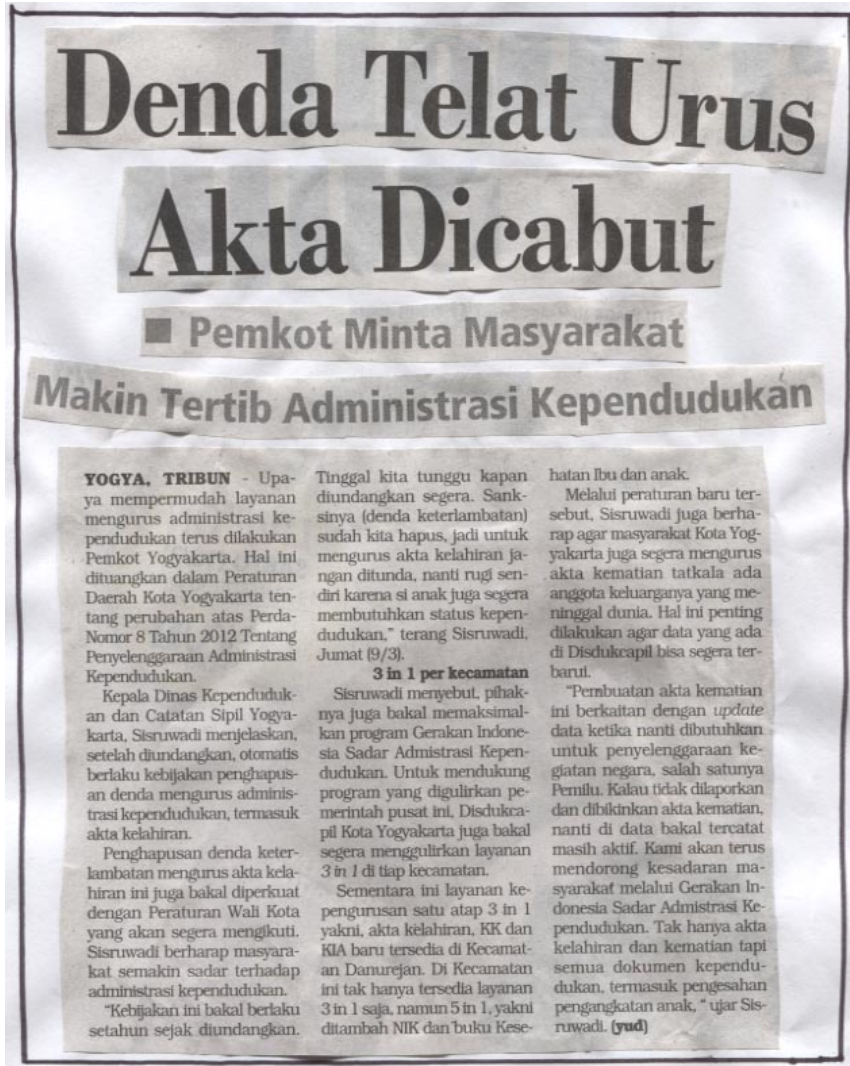 Denda Telat Urus
Akta Dicabut
■ Pemkot Minta Masyarakat
Makin Tertib Administrasi Kependudukan
YOGYA, TRIBUN - Upa-
ya mempermudah layanan
mengurus administrasi ke-
pendudukan terus dilakukan
Pemkot Yogyakarta. Hal ini
dituangkan dalam Peraturan
Daerah Kota Yogyakarta ten-
tang perubahan atas Perda
Nomor 8 Tahun 2012 Tentang
Penyelenggaraan Administrasi
Kependudukan.
Kepala Dinas Kependuduk-
an dan Catatan Sipil Yogya-
karta, Sisruwadi menjelaskan,
setelah diundangkan, otomatis
berlaku kebijakan penghapus-
an denda mengurus adminis-
trasi kependudukan, termasuk
akta kelahiran.
Penghapusan denda keter-
lambatan mengurus akta kela-
hiran ini juga bakal diperkuat
dengan Peraturan Wali Kota
yang akan segera mengikuti.
Sisruwadi berharap masyara-
kat semakin sadar terhadap
administrasi kependudukan.
"Kebijakan ini bakal berlaku
setahun sejak diundangkan.
Tinggal kita tunggu kapan
diundangkan segera. Sank-
sinya (denda keterlambatan)
sudah kita hapus, jadi untuk
mengurus akta kelahiran ja-
ngan ditunda, nanti rugi sen-
diri karena si anak juga segera
membutuhkan status kepen-
dudukan," terang Sisruwadi,
Jumat (9/3).
3 in 1 per kecamatan
Sisruwadi menyebut, pihak-
nya juga bakal memaksimal-
kan program Gerakan Indone-
sia Sadar Admistrasi Kepen-
dudukan. Untuk mendukung
program yang digulirkan pe-
merintah pusat ini, Disdukca-
pil Kota Yogyakarta juga bakal
segera menggulirkan layanan
3 in 1 di tiap kecamatan.
Sementara ini layanan ke-
pengurusan satu atap 3 in 1
yakni, akta kelahiran, KK dan
KIA baru tersedia di Kecamat-
an Danurejan. Di Kecamatan
ini tak hanya tersedia layanan
3 in 1 saja, namun 5 in 1, yakni
ditambah NIK dan buku Kese-
hatan Ibu dan anak.
Melalui peraturan baru ter-
sebut, Sisruwadi juga berha-
rap agar masyarakat Kota Yog-
yakarta juga segera mengurus
akta kematian tatkala ada
anggota keluarganya yang me-
ninggal dunia. Hal ini penting
dilakukan agar data yang ada
di Disdukcapil bisa segera ter-
barui.
"Pembuatan akta kematian
ini berkaitan dengan update
data ketika nanti dibutuhkan
untuk penyelenggaraan ke-
giatan negara, salah satunya
Pemilu. Kalau tidak dilaporkan
dan dibikinkan akta kematian,
nanti di data bakal tercatat
masih aktif. Kami akan terus
mendorong kesadaran ma-
syarakat melalui Gerakan In-
donesia Sadar Admistrasi Ke-
pendudukan. Tak hanya akta
kelahiran dan kematian tapi
semua dokumen kependu-
dukan, termasuk pengesahan
pengangkatan anak, " ujar Sis-
ruwadi. (yud)